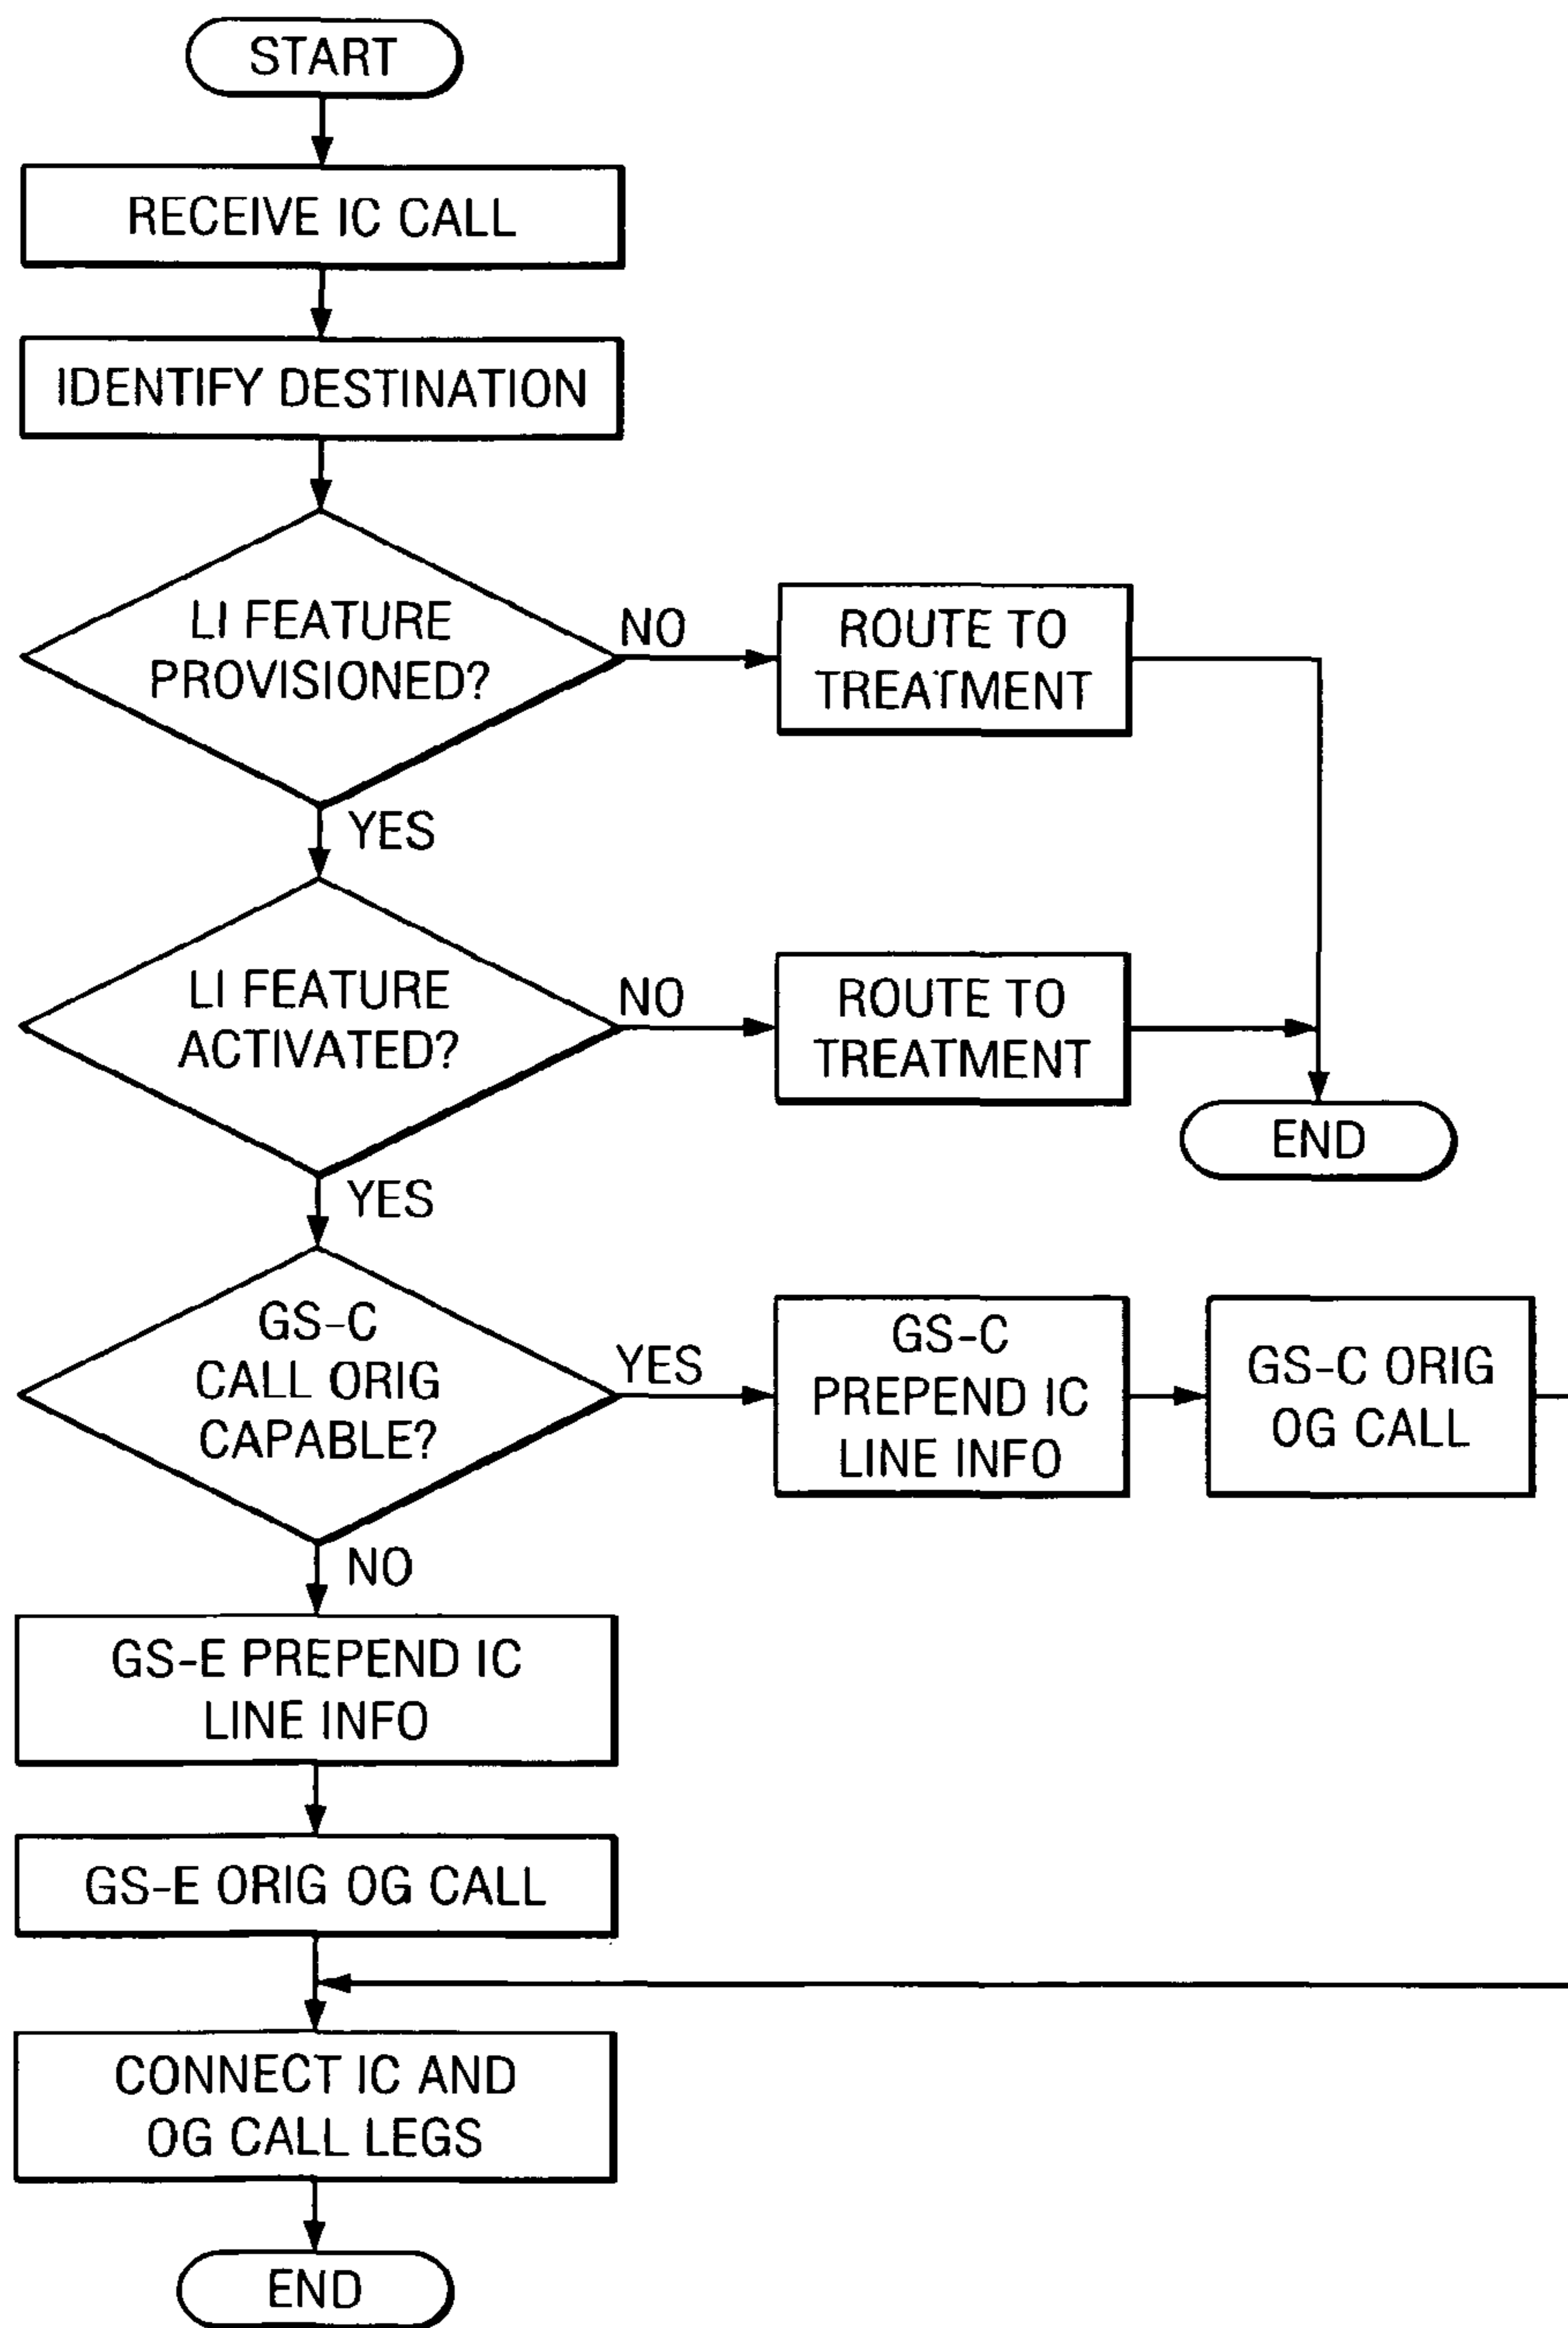 START
RECEIVE IC CALL
IDENTIFY DESTINATION
LI FEATURE
PROVISIONED?
NO
ROUTE TO
TREATMENT
YES
LI FEATURE
ACTIVATED?
NO
ROUTE TO
TREATMENT
END
YES
GS-C
CALL ORIG
CAPABLE?
YES
GS-C
PREPEND IC
LINE INFO
GS-C ORIG
OG CALL
NO
GS-E PREPEND IC
LINE INFO
GS-E ORIG OG CALL
CONNECT IC AND
OG CALL LEGS
END